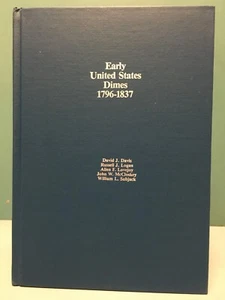 Early
United States
Dimes
1796-1837
David J. Davis
Russell J. Logan
Allen F. Lovejoy
John W. McCloskey
William L. Subjack